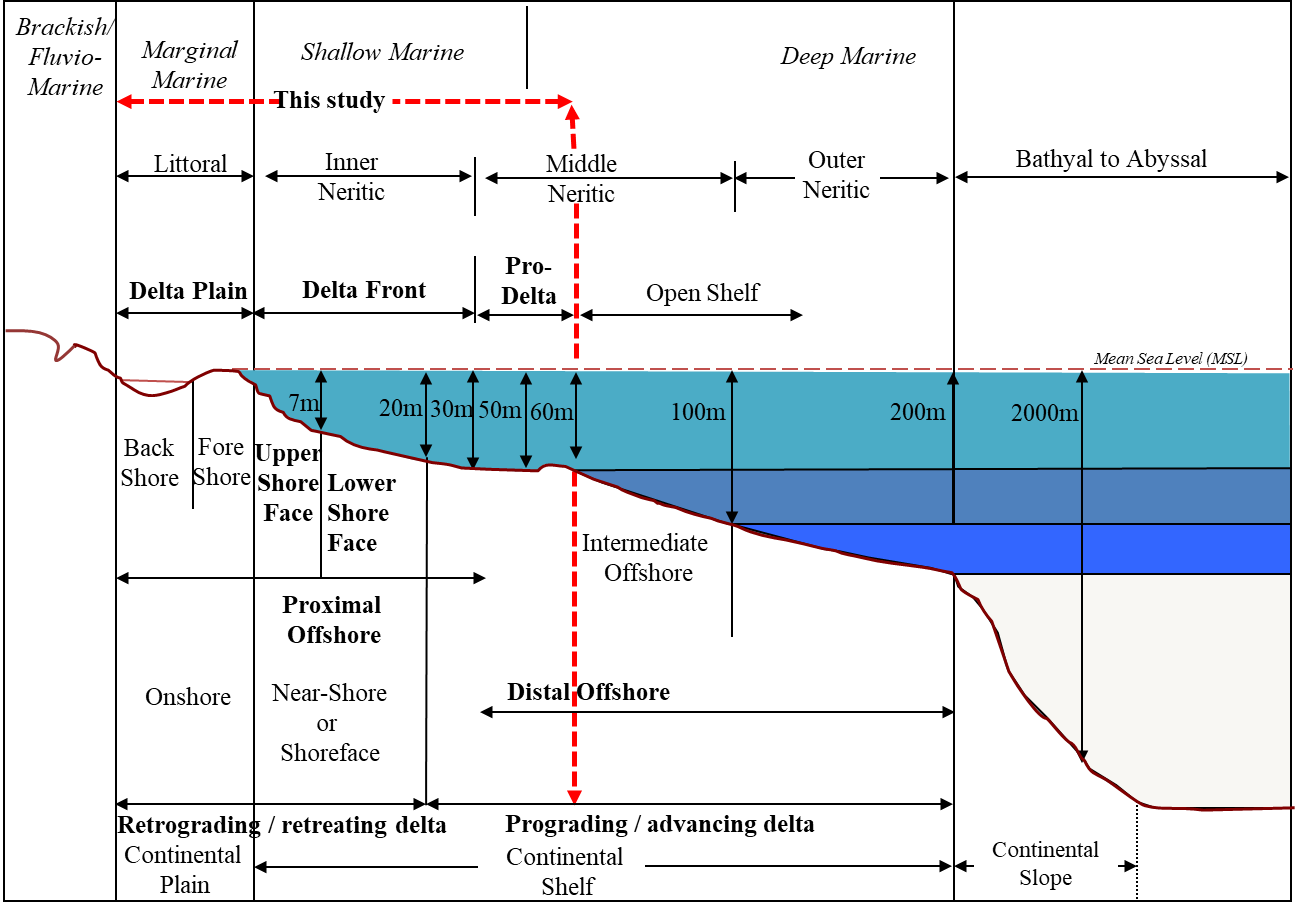 Brackish/
Fluvio-
Marine
Marginal
Marine
Shallow Marine
Deep Marine
This study
Littoral
Inner
Neritic
Middle
Neritic
Outer
Neritic
Bathyal to Abyssal
Delta Plain
Delta Front
Pro-
Delta
Open Shelf
Mean Sea Level (MSL)
7m
20m
30m
50m
60m
100m
200m
2000m
Back
Shore
Fore
Shore
Upper
Shore
Face
Lower
Shore
Face
Intermediate
Offshore
Proximal
Offshore
Onshore
Near-Shore
or
Shoreface
Distal Offshore
Retrograding / retreating delta
Prograding / advancing delta
Continental
Plain
Continental
Shelf
Continental
Slope